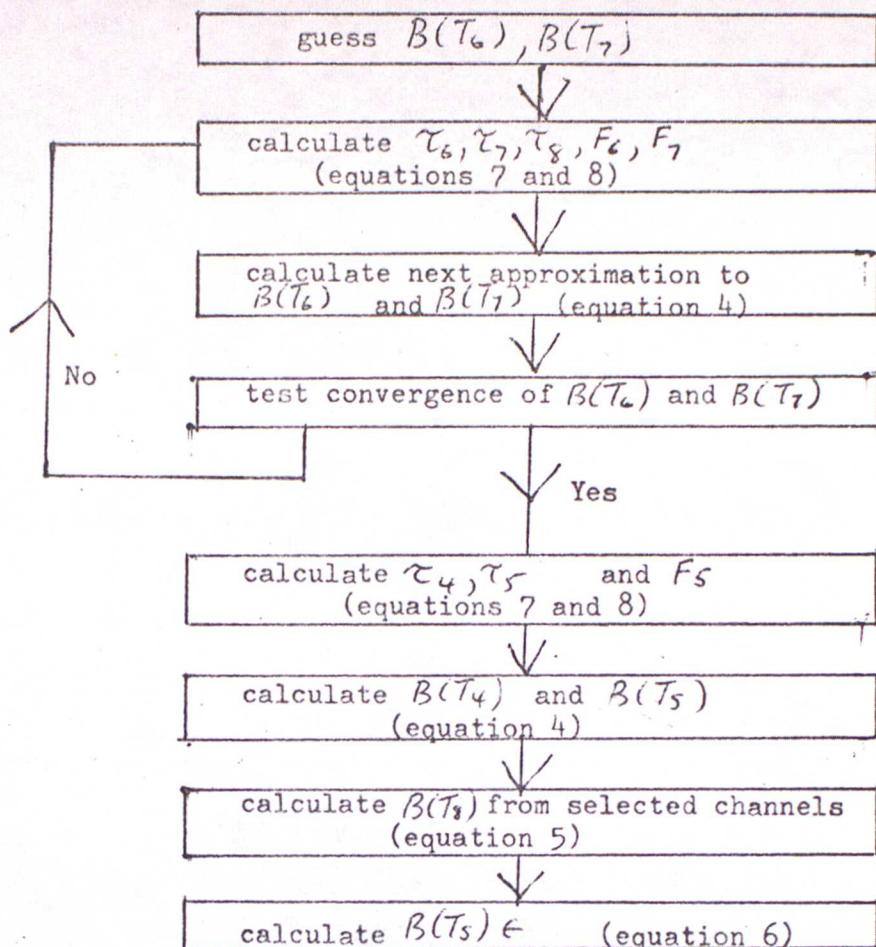 guess B(T₆), B(T₇)
calculate τ₆, τ₇, τ₈, F₆, F₇
(equations 7 and 8)
calculate next approximation to
B(T₆) and B(T₇) (equation 4)
test convergence of B(T₆) and B(T₇)
No
Yes
calculate τ₄, τ₅ and F₅
(equations 7 and 8)
calculate B(T₄) and B(T₅)
(equation 4)
calculate B(T₈) from selected channels
(equation 5)
calculate B(T₅) ϵ (equation 6)